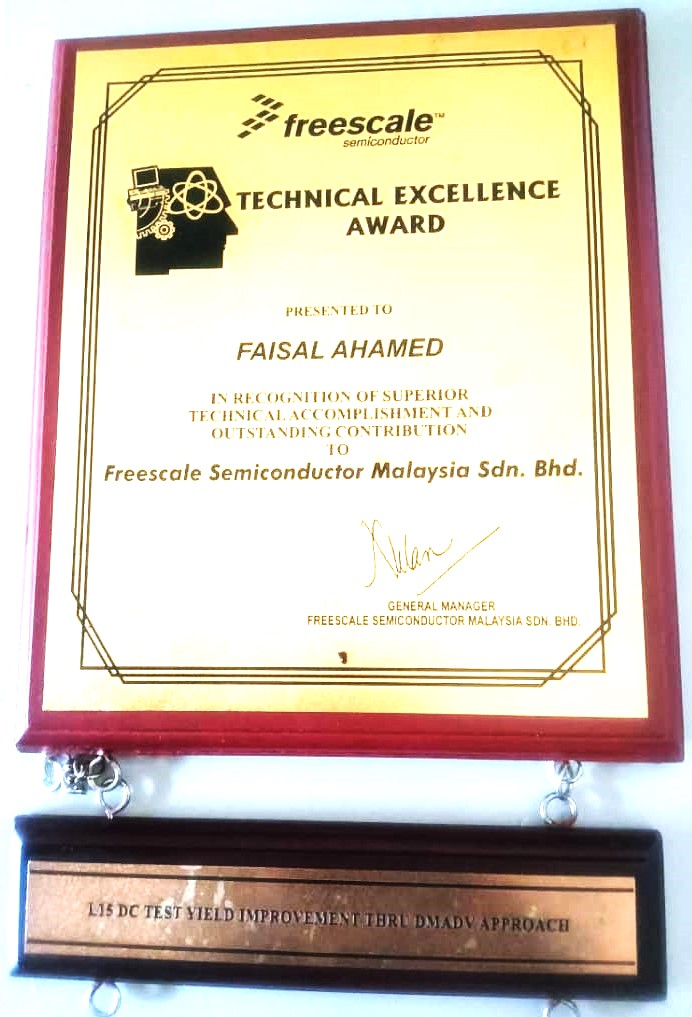 freescale™
semiconductor
TECHNICAL EXCELLENCE
AWARD
PRESENTED TO
FAISAL AHAMED
IN RECOGNITION OF SUPERIOR
TECHNICAL ACCOMPLISHMENT AND
OUTSTANDING CONTRIBUTION
TO
Freescale Semiconductor Malaysia Sdn. Bhd.
GENERAL MANAGER
FREESCALE SEMICONDUCTOR MALAYSIA SDN. BHD.
L15 DC TEST YIELD IMPROVEMENT THRU DMADV APPROACH